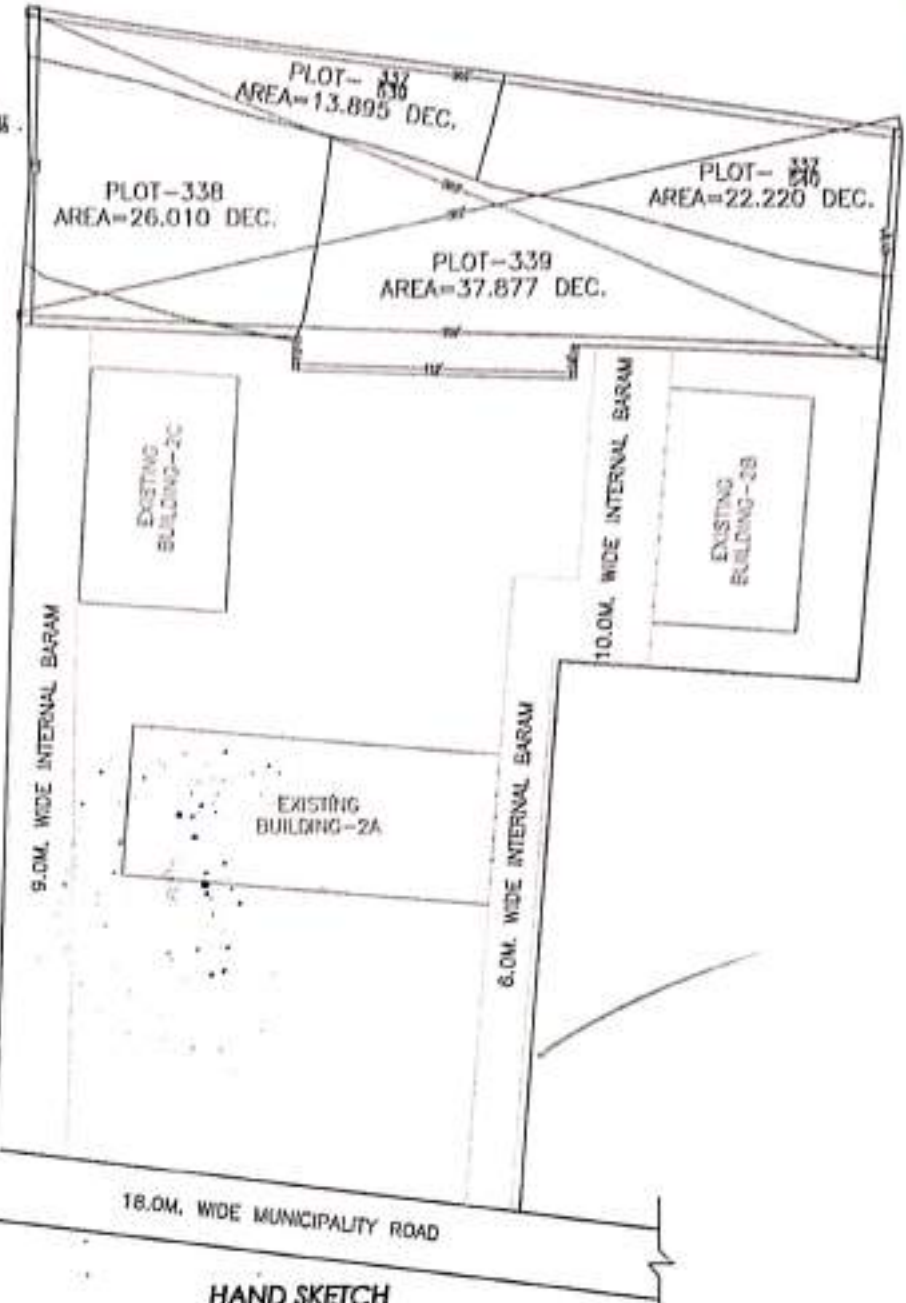 PLOT- 337
AREA=13.895 DEC.
PLOT-338
AREA=26.010 DEC.
PLOT- 337
AREA=22.220 DEC.
PLOT-339
AREA=37.877 DEC.
EXISTING
BUILDING-2C
10.0M. WIDE INTERNAL BARAM
EXISTING
BUILDING-2B
9.0M. WIDE INTERNAL BARAM
EXISTING
BUILDING-2A
6.0M. WIDE INTERNAL BARAM
18.0M. WIDE MUNICIPALITY ROAD
HAND SKETCH